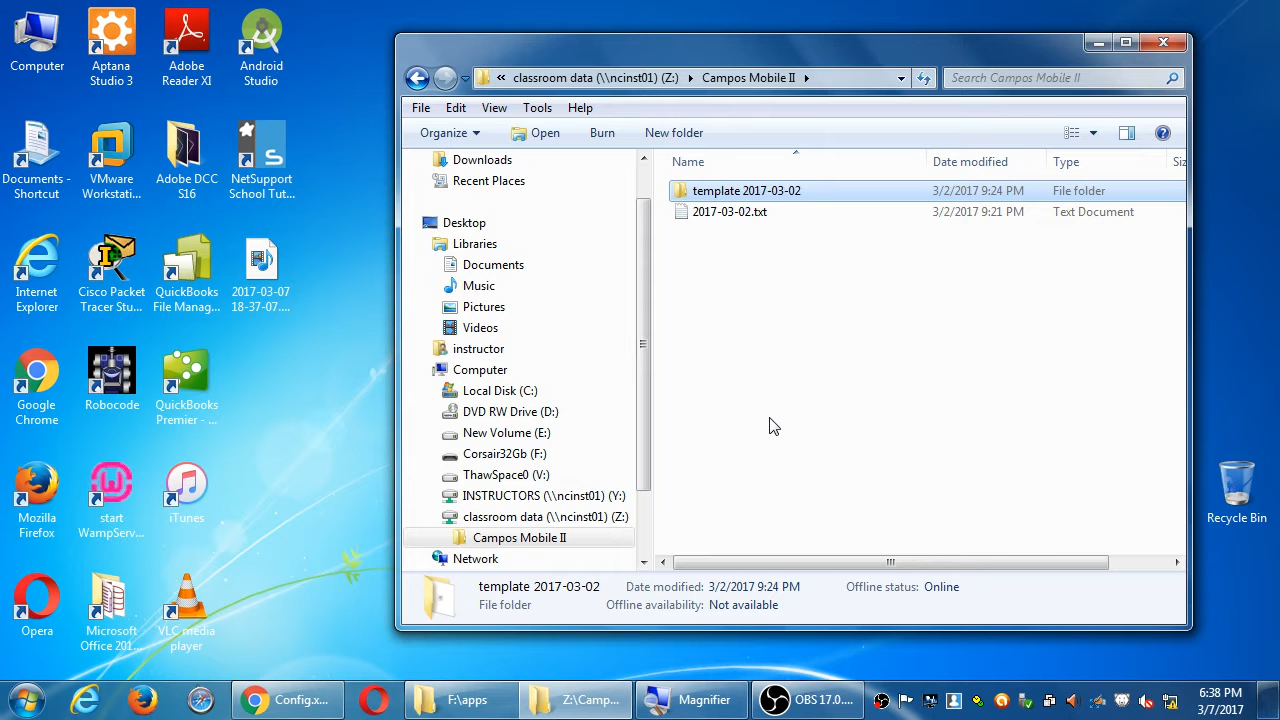 Computer
Aptana
Studio 3
Adobe
Reader XI
Android
Studio
Documents -
Shortcut
VMware
Workstati...
Adobe DCC
S16
NetSupport
School Tut...
Internet
Explorer
Cisco Packet
Tracer Stu...
QuickBooks
File Manag...
2017-03-07
18-37-07....
Google
Chrome
Robocode
QuickBooks
Premier - ...
Mozilla
Firefox
start
WampServ...
iTunes
Opera
Microsoft
Office 201...
VLC media
player
Recycle Bin
« classroom data (\\ncinst01) (Z:) Campos Mobile II
Search Campos Mobile II
File Edit View Tools Help
Organize Open Burn New folder
Downloads
Recent Places
Desktop
Libraries
Documents
Music
Pictures
Videos
instructor
Computer
Local Disk (C:)
DVD RW Drive (D:)
New Volume (E:)
Corsair32Gb (F:)
ThawSpace0 (V:)
INSTRUCTORS (\\ncinst01) (Y:)
classroom data (\\ncinst01) (Z:)
Campos Mobile II
Network
Name Date modified Type Siz
template 2017-03-02 3/2/2017 9:24 PM File folder
2017-03-02.txt 3/2/2017 9:21 PM Text Document
template 2017-03-02 Date modified: 3/2/2017 9:24 PM Offline status: Online
File folder Offline availability: Not available
Config.x... F:\apps Z:\Camp... Magnifier OBS 17.0....
6:38 PM
3/7/2017